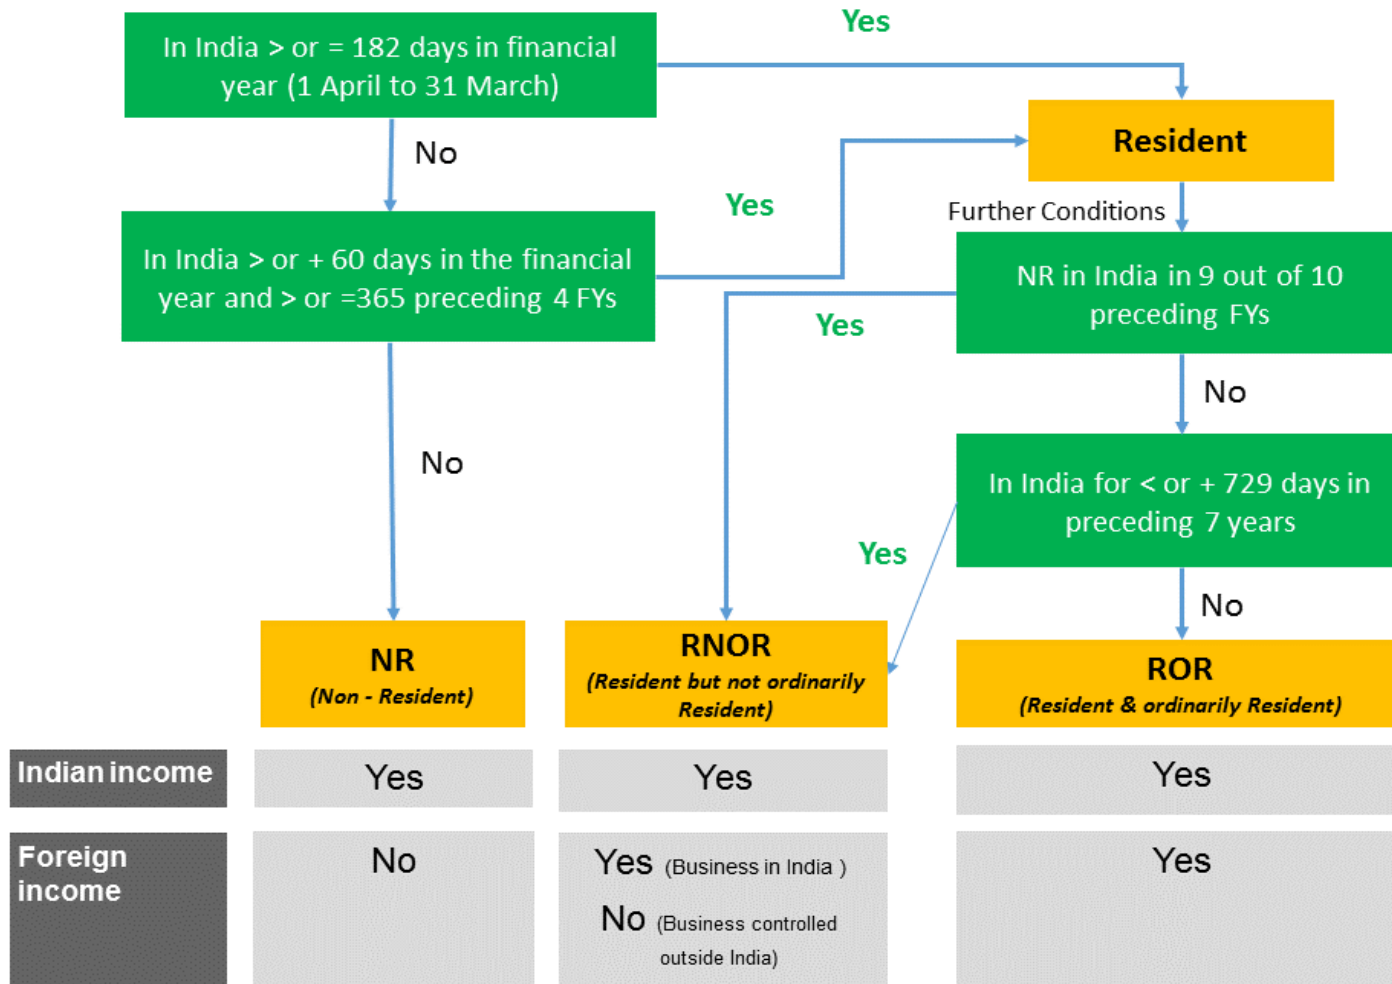 In India > or = 182 days in financial
year (1 April to 31 March)
Yes
Resident
No
Yes
Further Conditions
In India > or + 60 days in the financial
year and > or =365 preceding 4 FYs
NR in India in 9 out of 10
preceding FYs
Yes
No
No
In India for < or + 729 days in
preceding 7 years
Yes
No
NR
(Non - Resident)
RNOR
(Resident but not ordinarily
Resident)
ROR
(Resident & ordinarily Resident)
Indian income
Yes
Yes
Yes
Foreign
income
No
Yes (Business in India )
No (Business controlled
outside India)
Yes